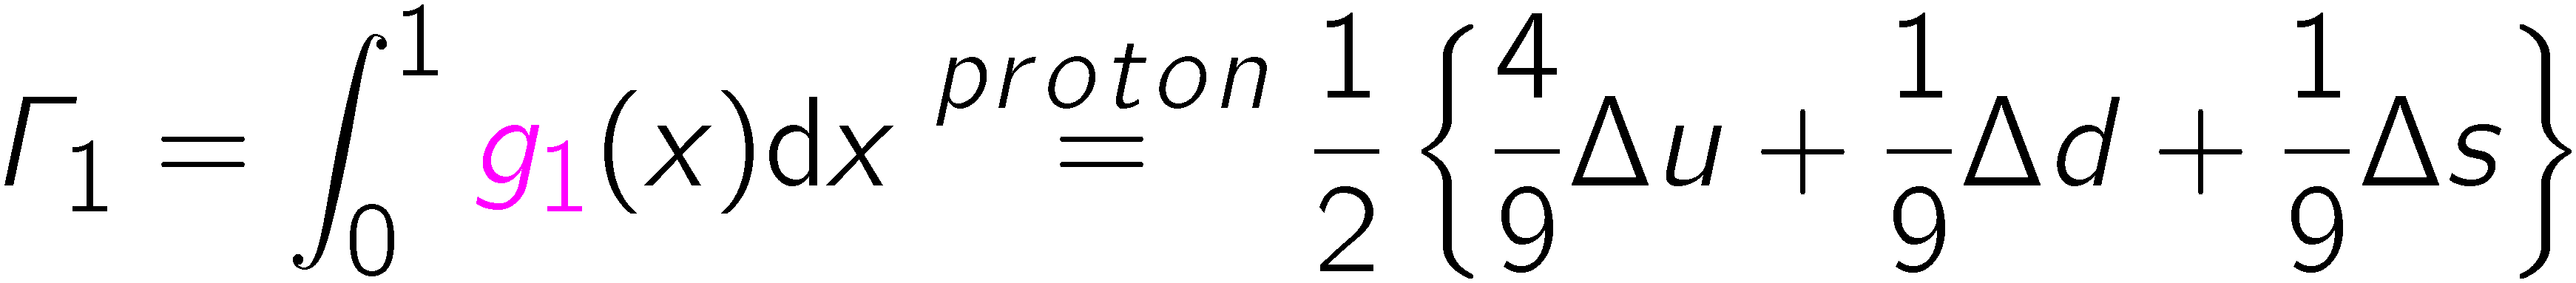 Γ₁ = ∫₀¹ g₁(x)dx =^{proton} 1/2 {4/9 Δu + 1/9 Δd + 1/9 Δs}